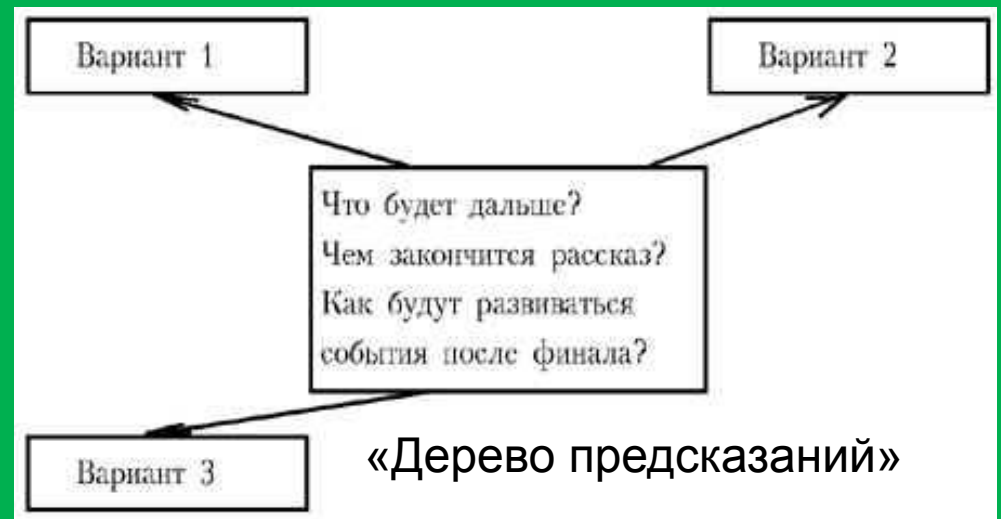 Вариант 1
Вариант 2
Что будет дальше?
Чем закончится рассказ?
Как будут развиваться
события после финала?
Вариант 3
«Дерево предсказаний»